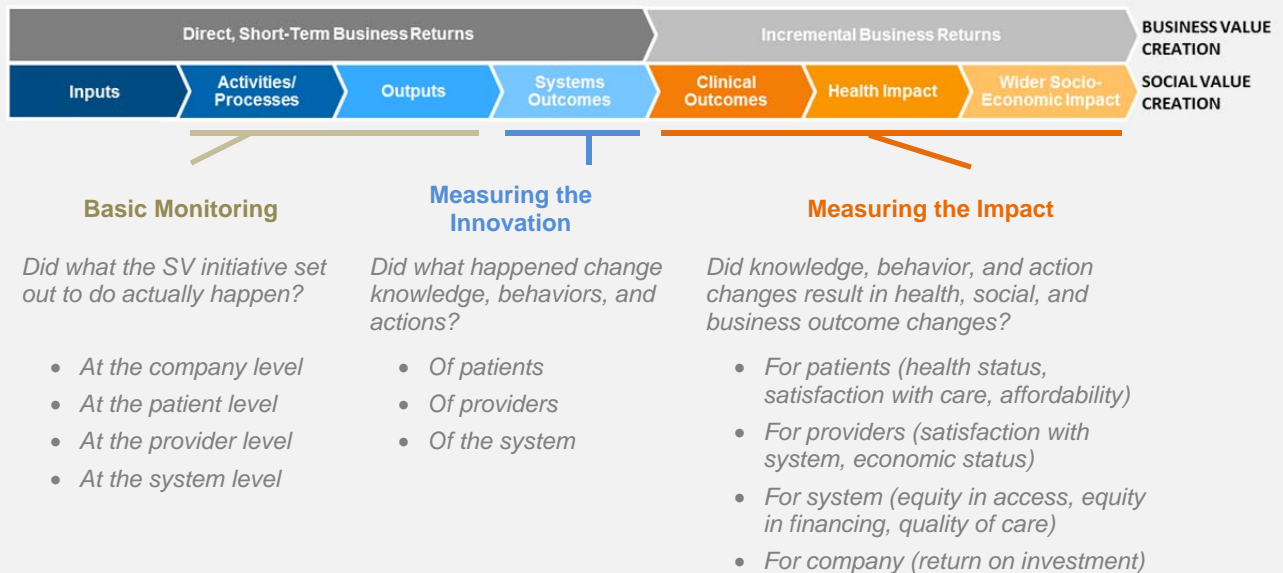 Direct, Short-Term Business Returns
Incremental Business Returns
BUSINESS VALUE
CREATION
Inputs
Activities/
Processes
Outputs
Systems
Outcomes
Clinical
Outcomes
Health Impact
Wider Socio-
Economic Impact
SOCIAL VALUE
CREATION
Basic Monitoring
Did what the SV initiative set
out to do actually happen?
• At the company level
• At the patient level
• At the provider level
• At the system level
Measuring the
Innovation
Did what happened change
knowledge, behaviors, and
actions?
• Of patients
• Of providers
• Of the system
Measuring the Impact
Did knowledge, behavior, and action
changes result in health, social, and
business outcome changes?
• For patients (health status,
satisfaction with care, affordability)
• For providers (satisfaction with
system, economic status)
• For system (equity in access, equity
in financing, quality of care)
• For company (return on investment)